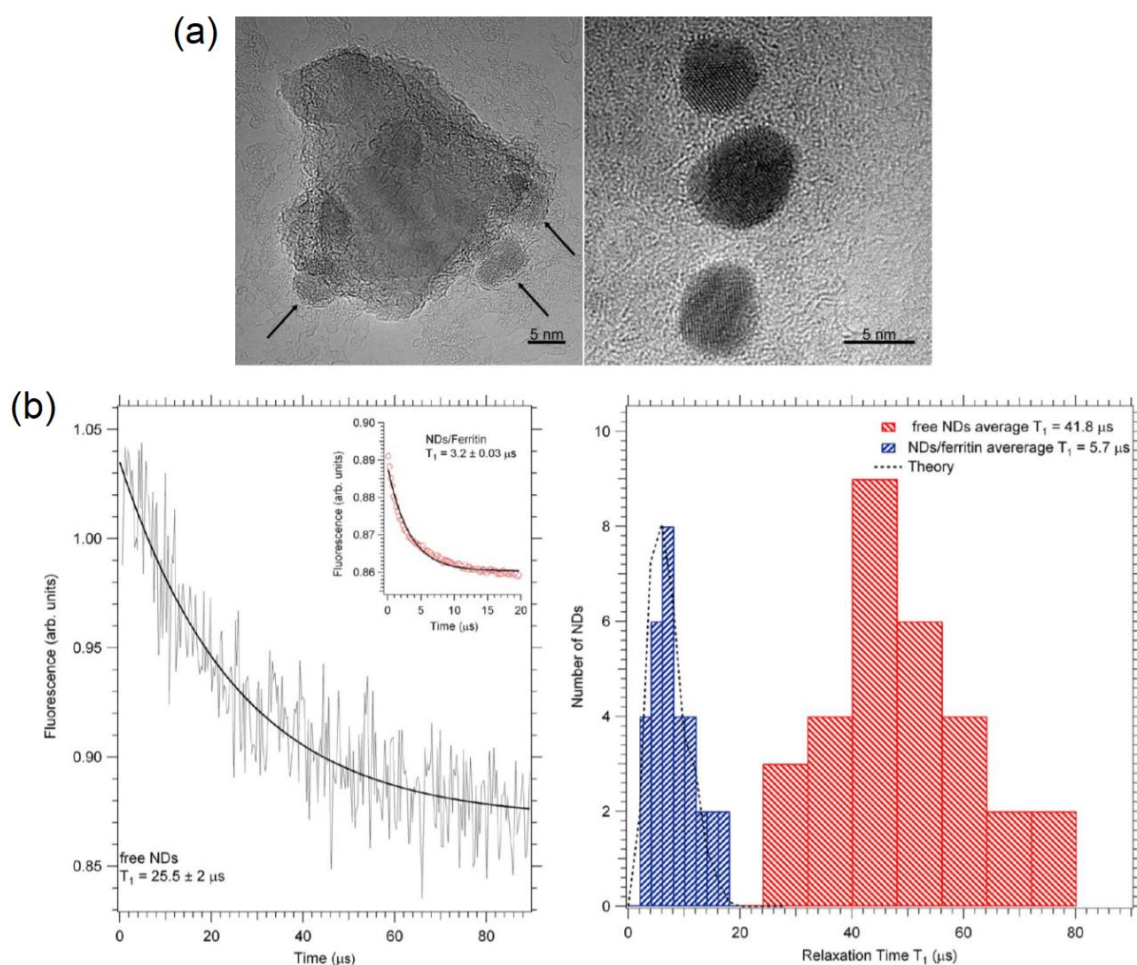 (a)
5 nm
5 nm
(b)
1.05
1.00
0.95
0.90
0.85
Fluorescence (arb. units)
0
20
40
60
80
Time (μs)
free NDs
T1 = 25.5 ± 2 μs
0.90
0.89
0.88
0.87
0.86
Fluorescence (arb. units)
0
5
10
15
20
Time (μs)
NDs/Ferritin
T1 = 3.2 ± 0.03 μs
10
8
6
4
2
0
Number of NDs
0
20
40
60
80
Relaxation Time T1 (μs)
free NDs average T1 = 41.8 μs
NDs/ferritin avererage T1 = 5.7 μs
Theory